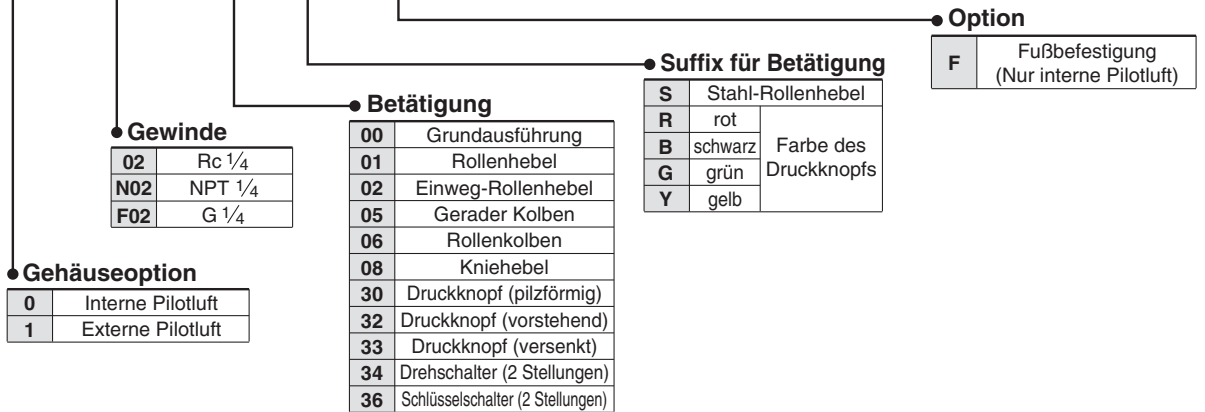 Option
F Fußbefestigung
(Nur interne Pilotluft)
Suffix für Betätigung
S Stahl-Rollenhebel
R rot
B schwarz
G grün
Y gelb
Farbe des
Druckknopfs
Betätigung
00 Grundausführung
01 Rollenhebel
02 Einweg-Rollenhebel
05 Gerader Kolben
06 Rollenkolben
08 Kniehebel
30 Druckknopf (pilzförmig)
32 Druckknopf (vorstehend)
33 Druckknopf (versenkt)
34 Drehschalter (2 Stellungen)
36 Schlüsselschalter (2 Stellungen)
Gewinde
02 Rc 1/4
N02 NPT 1/4
F02 G 1/4
Gehäuseoption
0 Interne Pilotluft
1 Externe Pilotluft